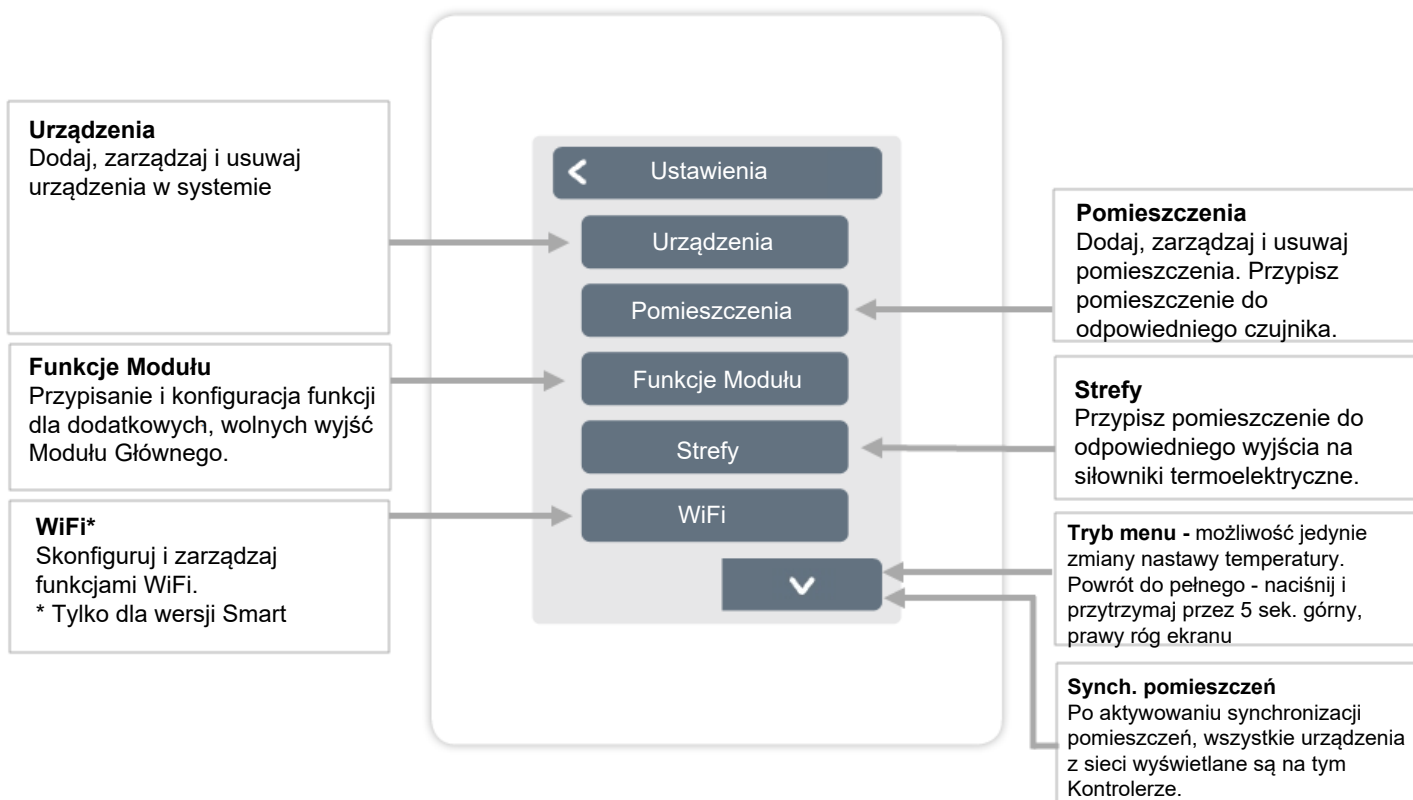 Urządzenia
Dodaj, zarządzaj i usuwaj
urządzenia w systemie
Funkcje Modułu
Przypisanie i konfiguracja funkcji
dla dodatkowych, wolnych wyjść
Modułu Głównego.
WiFi*
Skonfiguruj i zarządzaj
funkcjami WiFi.
* Tylko dla wersji Smart
Ustawienia
Urządzenia
Pomieszczenia
Funkcje Modułu
Strefy
WiFi
Pomieszczenia
Dodaj, zarządzaj i usuwaj
pomieszczenia. Przypisz
pomieszczenie do
odpowiedniego czujnika.
Strefy
Przypisz pomieszczenie do
odpowiedniego wyjścia na
siłowniki termoelektryczne.
Tryb menu - możliwość jedynie
zmiany nastawy temperatury.
Powrót do pełnego - naciśnij i
przytrzymaj przez 5 sek. górny,
prawy róg ekranu
Synch. pomieszczeń
Po aktywowaniu synchronizacji
pomieszczeń, wszystkie urządzenia
z sieci wyświetlane są na tym
Kontrolerze.